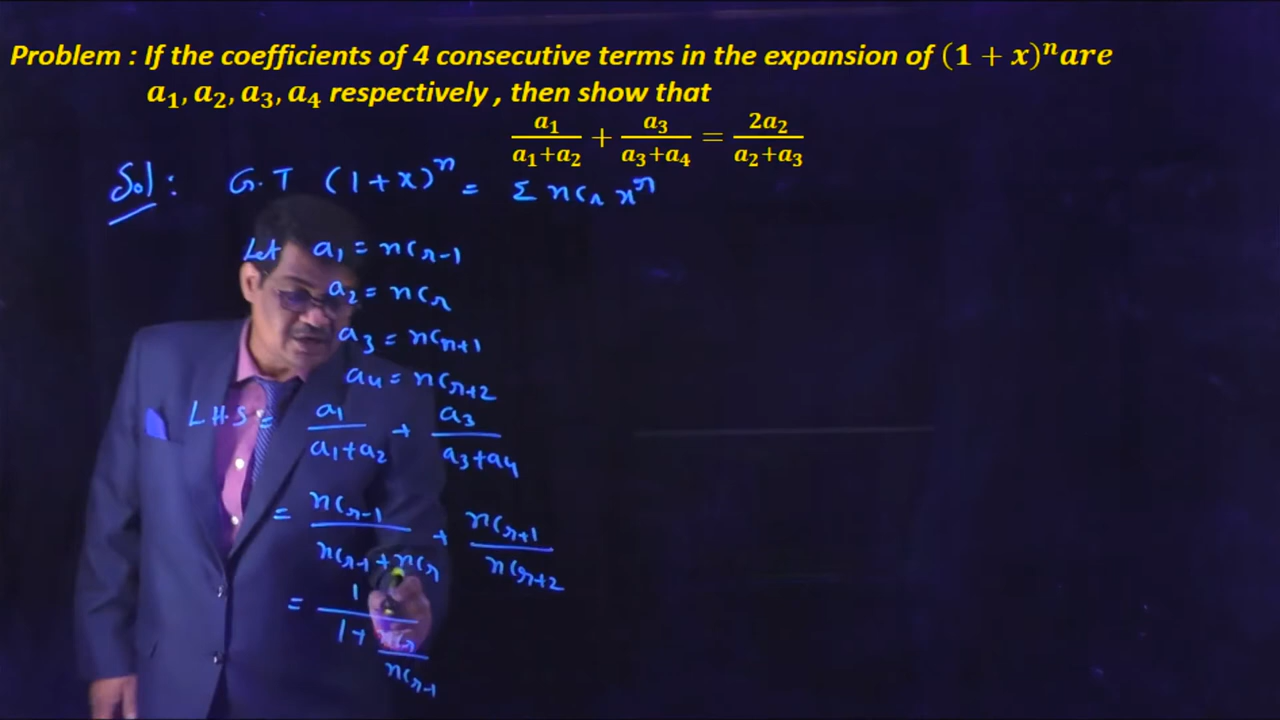 Problem : If the coefficients of 4 consecutive terms in the expansion of (1 + x)ⁿ are
a₁, a₂, a₃, a₄ respectively , then show that
a₁/(a₁+a₂) + a₃/(a₃+a₄) = 2a₂/(a₂+a₃)
Sol : G.T (1+x)ⁿ = Σ nCᵣ xʳ
Let a₁ = nCᵣ₋₁
a₂ = nCᵣ
a₃ = nCᵣ₊₁
a₄ = nCᵣ₊₂
LHS = a₁/(a₁+a₂) + a₃/(a₃+a₄)
= nCᵣ₋₁/(nCᵣ₋₁ + nCᵣ) + nCᵣ₊₁/nCᵣ₊₂
= 1/(1 + nCᵣ/nCᵣ₋₁)